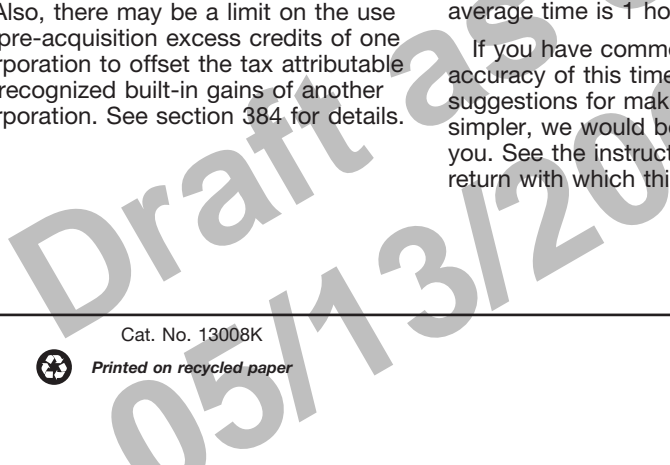 Also, there may be a limit on the use
pre-acquisition excess credits of one
rporation to offset the tax attributable
recognized built-in gains of another
rporation. See section 384 for details.
average time is 1 ho
If you have comme
accuracy of this time
suggestions for mak
simpler, we would be
you. See the instruct
return with which thi
Draft as
05/13/200
Cat. No. 13008K
Printed on recycled paper